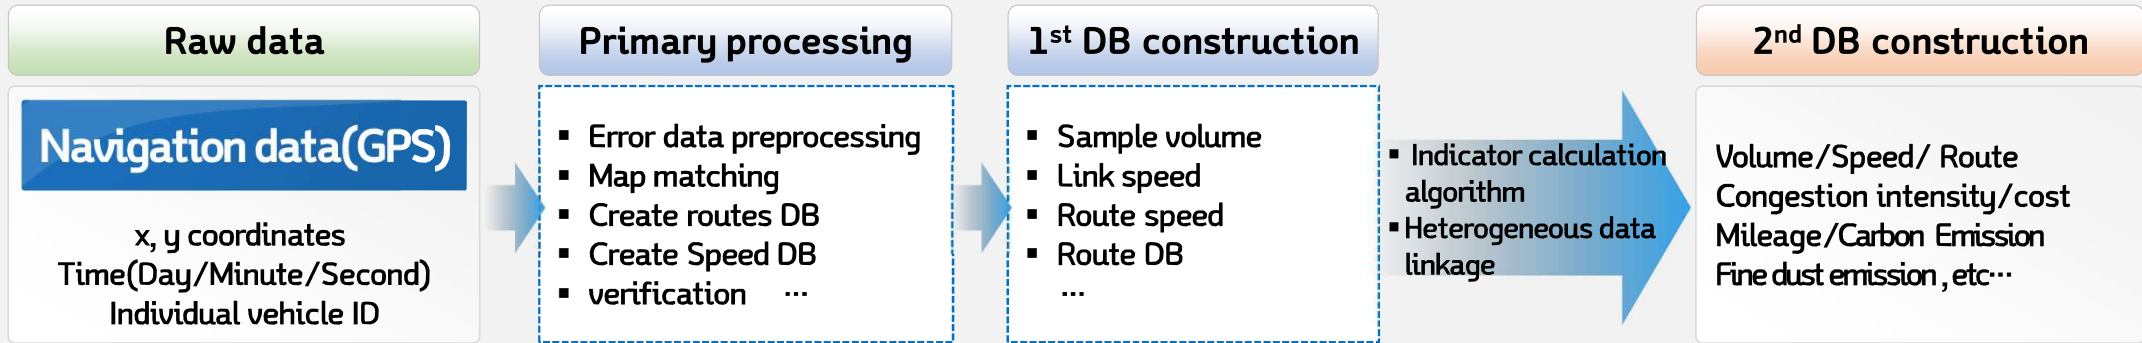 Raw data
Navigation data(GPS)
x, y coordinates
Time(Day/Minute/Second)
Individual vehicle ID
Primary processing
▪ Error data preprocessing
▪ Map matching
▪ Create routes DB
▪ Create Speed DB
▪ verification ...
1st DB construction
▪ Sample volume
▪ Link speed
▪ Route speed
▪ Route DB
...
▪ Indicator calculation
algorithm
▪ Heterogeneous data
linkage
2nd DB construction
Volume/Speed/ Route
Congestion intensity/cost
Mileage/Carbon Emission
Fine dust emission , etc...